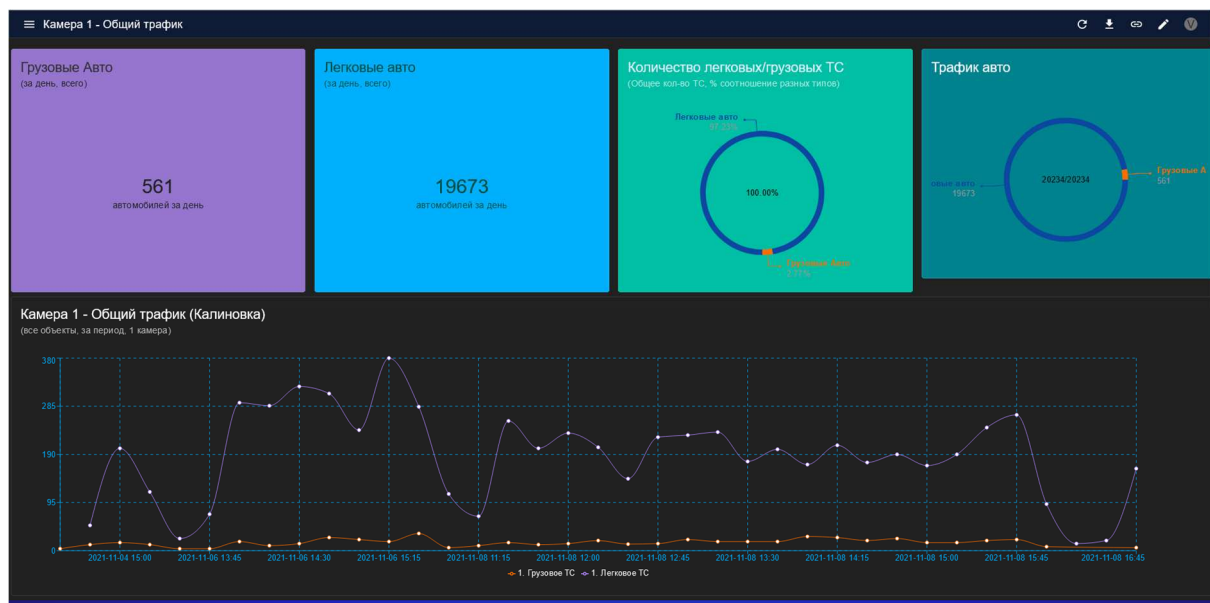 Камера 1 - Общий трафик
V
Грузовые Авто
(за день, всего)
561
автомобилей за день
Легковые авто
(за день, всего)
19673
автомобилей за день
Количество легковых/грузовых ТС
(Общее кол-во ТС, % соотношение разных типов)
Легковые авто
97.23%
100.00%
Грузовые Авто
2.77%
Трафик авто
овые авто
19673
20234/20234
Грузовые А
561
Камера 1 - Общий трафик (Калиновка)
(все объекты, за период, 1 камера)
380
285
190
95
0
2021-11-04 15:00 2021-11-06 13:45 2021-11-06 14:30 2021-11-06 15:15 2021-11-08 11:15 2021-11-08 12:00 2021-11-08 12:45 2021-11-08 13:30 2021-11-08 14:15 2021-11-08 15:00 2021-11-08 15:45 2021-11-08 16:45
1. Грузовое ТС 1. Легковое ТС